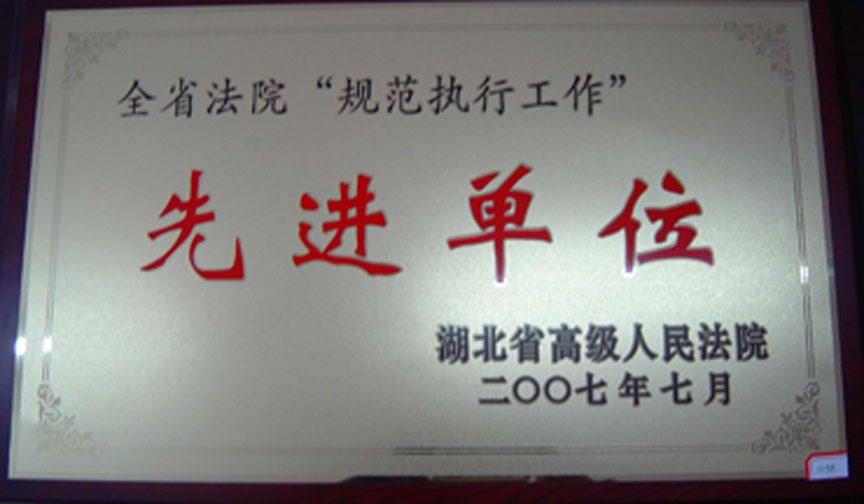 全省法院“规范执行工作”
先进单位
湖北省高级人民法院
二〇〇七年七月